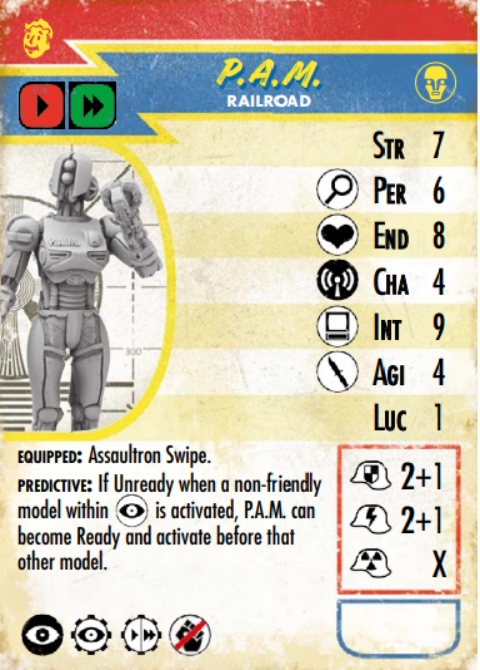 P.A.M.
RAILROAD
STR 7
PER 6
END 8
CHA 4
INT 9
AGI 4
LUC 1
P.A.M.
300
EQUIPPED: Assaultron Swipe.
PREDICTIVE: If Unready when a non-friendly
model within is activated, P.A.M. can
become Ready and activate before that
other model.
2+1
2+1
X